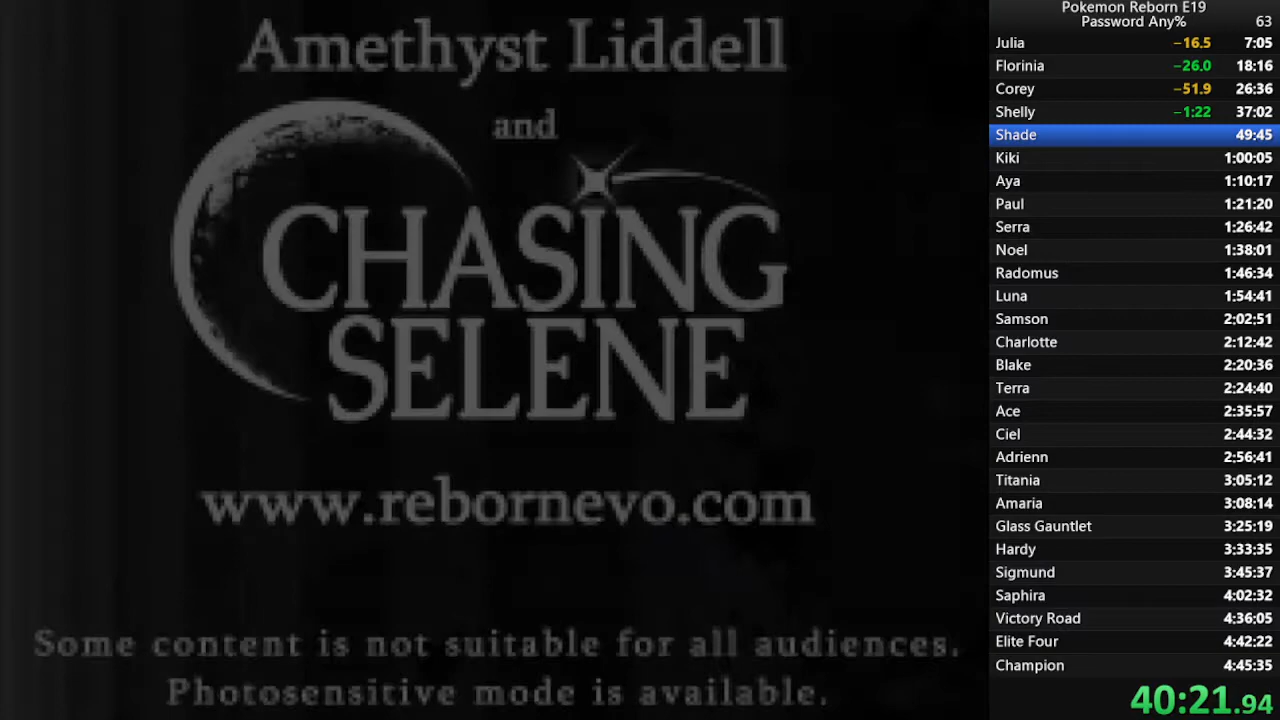 Amethyst Liddell
and
CHASING
SELENE
www.rebornevo.com
Some content is not suitable for all audiences.
Photosensitive mode is available.
Pokemon Reborn E19
Password Any% 63
Julia −16.5 7:05
Florinia −26.0 18:16
Corey −51.9 26:36
Shelly −1:22 37:02
Shade 49:45
Kiki 1:00:05
Aya 1:10:17
Paul 1:21:20
Serra 1:26:42
Noel 1:38:01
Radomus 1:46:34
Luna 1:54:41
Samson 2:02:51
Charlotte 2:12:42
Blake 2:20:36
Terra 2:24:40
Ace 2:35:57
Ciel 2:44:32
Adrienn 2:56:41
Titania 3:05:12
Amaria 3:08:14
Glass Gauntlet 3:25:19
Hardy 3:33:35
Sigmund 3:45:37
Saphira 4:02:32
Victory Road 4:36:05
Elite Four 4:42:22
Champion 4:45:35
40:21.94